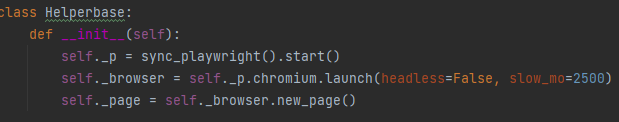 class Helperbase:
    def __init__(self):
        self._p = sync_playwright().start()
        self._browser = self._p.chromium.launch(headless=False, slow_mo=2500)
        self._page = self._browser.new_page()